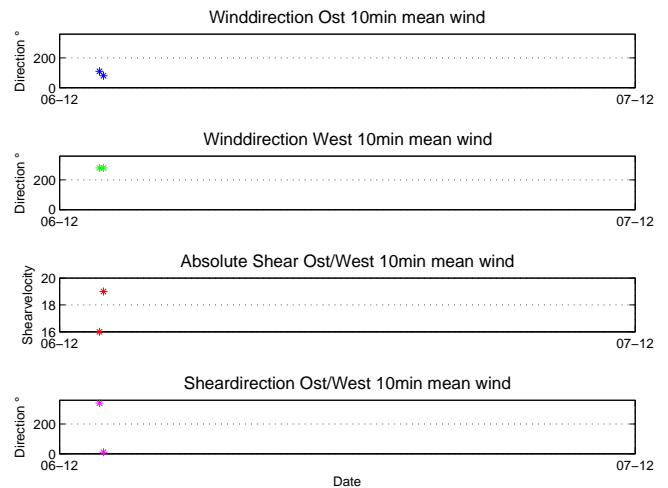 Winddirection Ost 10min mean wind
Direction °
200
0
06−12
07−12
Winddirection West 10min mean wind
Direction °
200
0
06−12
07−12
Absolute Shear Ost/West 10min mean wind
Shearvelocity
20
18
16
06−12
07−12
Sheardirection Ost/West 10min mean wind
Direction °
200
0
06−12
07−12
Date